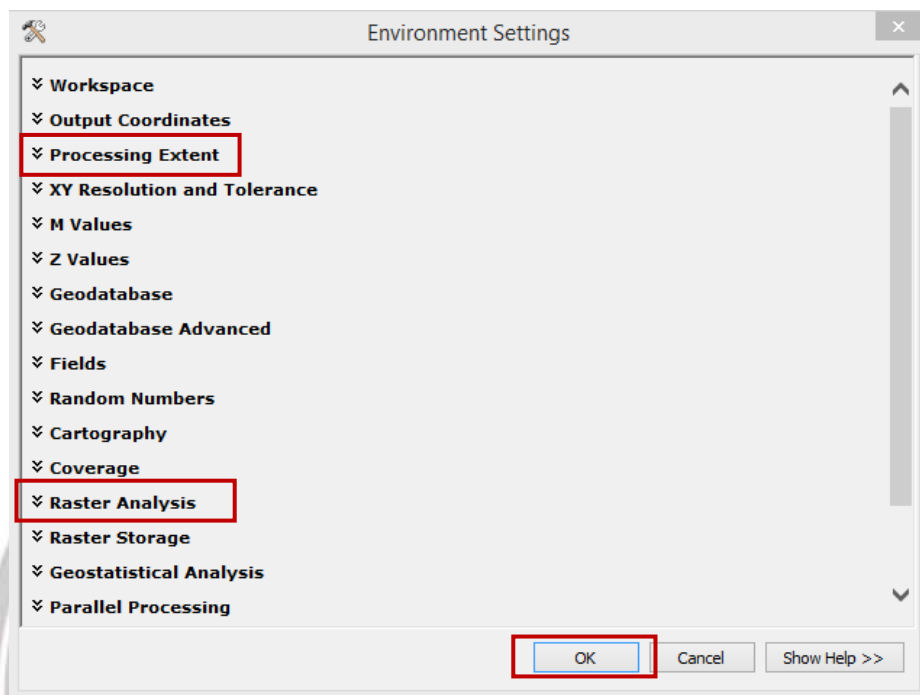 Environment Settings
Workspace
Output Coordinates
Processing Extent
XY Resolution and Tolerance
M Values
Z Values
Geodatabase
Geodatabase Advanced
Fields
Random Numbers
Cartography
Coverage
Raster Analysis
Raster Storage
Geostatistical Analysis
Parallel Processing
OK Cancel Show Help >>